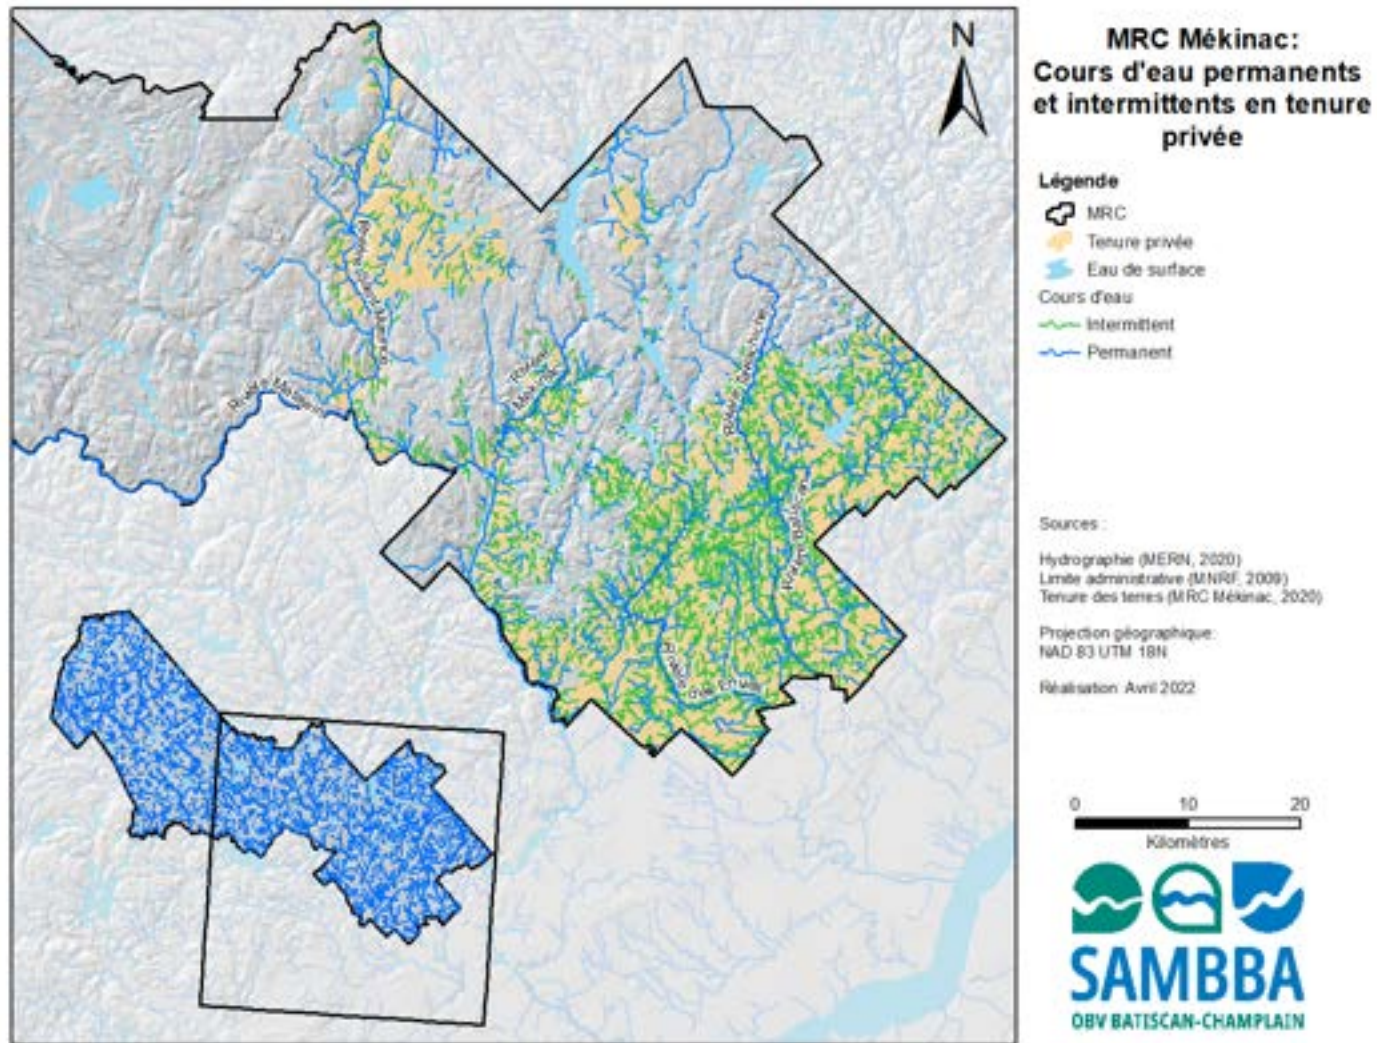 MRC Mékinac:
Cours d'eau permanents
et intermittents en tenure
privée
N
Légende
MRC
Tenure privée
Eau de surface
Cours d'eau
Intermittent
Permanent
Rivière
Mékinac
Rivière Batiscan
Sources :
Hydrographie (MERN, 2020)
Limite administrative (MNRF, 2009)
Tenure des terres (MRC Mékinac, 2020)
Projection géographique:
NAD 83 UTM 18N
Réalisation: Avril 2022
0 10 20
Kilomètres
SAMBBA
OBV BATISCAN-CHAMPLAIN